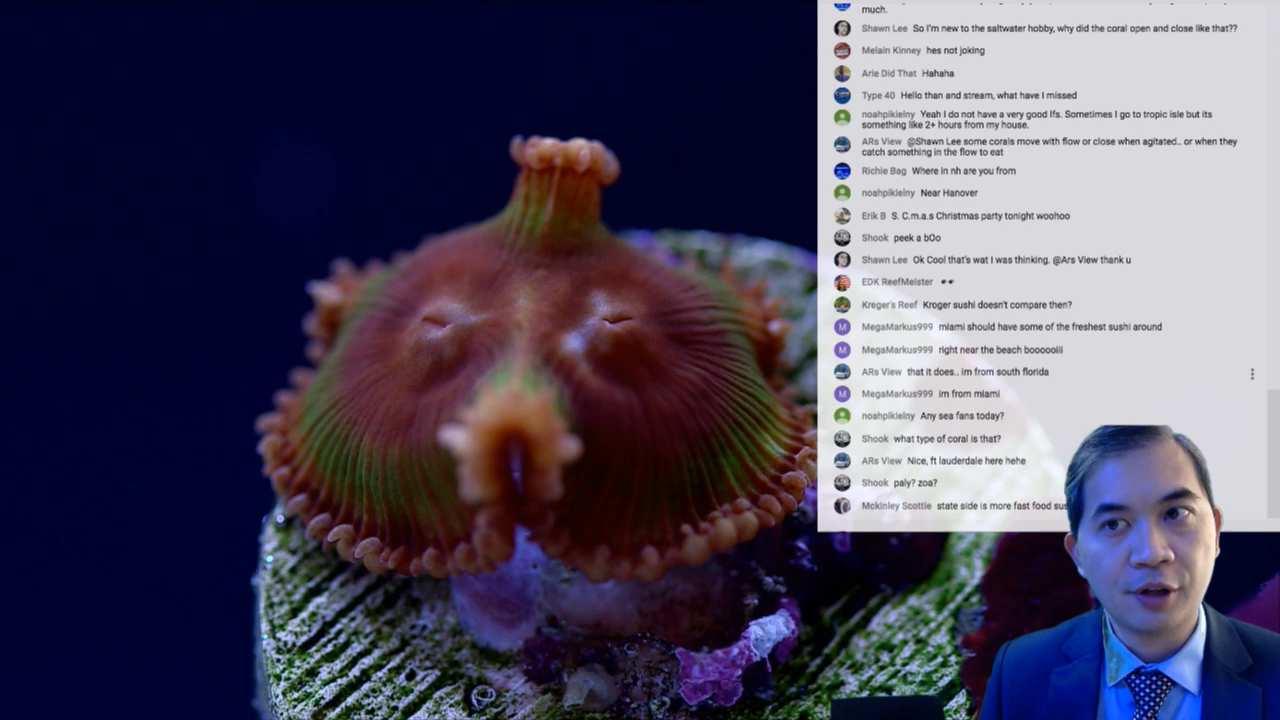 much.
Shawn Lee So I'm new to the saltwater hobby, why did the coral open and close like that??
Melain Kinney hes not joking
Arie Did That Hahaha
Type 40 Hello than and stream, what have I missed
noahpikielny Yeah I do not have a very good lfs. Sometimes I go to tropic isle but its
something like 2+ hours from my house.
ARs View @Shawn Lee some corals move with flow or close when agitated.. or when they
catch something in the flow to eat
Richie Bag Where in nh are you from
noahpikielny Near Hanover
Erik B S. C.m.a.s Christmas party tonight woohoo
Shook peek a bOo
Shawn Lee Ok Cool that's wat I was thinking. @Ars View thank u
EDK ReefMeister
Kreger's Reef Kroger sushi doesn't compare then?
MegaMarkus999 miami should have some of the freshest sushi around
M
MegaMarkus999 right near the beach boooooiii
M
ARs View that it does.. im from south florida
MegaMarkus999 im from miami
M
noahpikielny Any sea fans today?
Shook what type of coral is that?
ARs View Nice, ft lauderdale here hehe
Shook paly? zoa?
Mckinley Scottie state side is more fast food